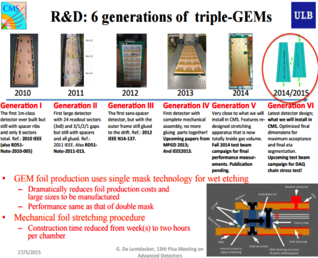 CMS
R&D: 6 generations of triple-GEMs
ULB
2010
2011
2012
2013
2014
2014/2015
Generation I
The first 1m-class detector ever built but still with spacer ribs and only 8 sectors total. Ref.: 2010 IEEE (also RD51-Note-2010-005)
Generation II
First large detector with 24 readout sectors (3x8) and 3/1/2/1 gaps but still with spacers and all glued. Ref.: 2011 IEEE. Also RD51-Note-2011-013.
Generation III
The first sans-spacer detector, but with the outer frame still glued to the drift. Ref.: 2012 IEEE N14-137.
Generation IV
First detector with complete mechanical assembly; no more gluing parts together! Upcoming papers from MPGD 2013; And IEEE2013.
Generation V
Very close to what we will install in CMS. Features re-designed stretching apparatus that is now totally inside gas volume. Fall 2014 test beam campaign for final performance measurements. Publication pending.
Generation VI
Latest detector design; what we will install in CMS. Optimized final dimensions for maximum acceptance and final eta segmentation. Upcoming test beam campaign for DAQ chain stress test!
• GEM foil production uses single mask technology for wet etching
– Dramatically reduces foil production costs and large sizes to be manufactured
– Performance same as that of double mask
• Mechanical foil stretching procedure
– Construction time reduced from week(s) to two hours per chamber
27/5/2015
G. De Lentdecker, 13th Pisa Meeting on Advanced Detectors